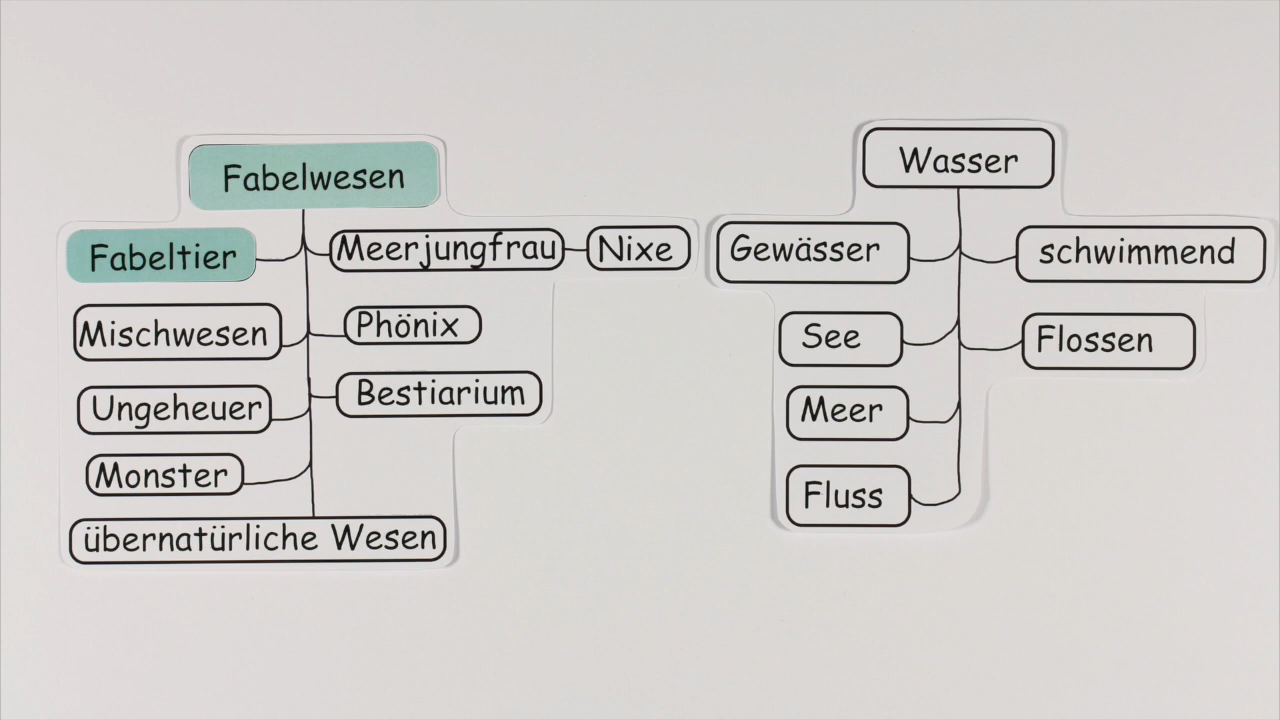 Fabelwesen
Fabeltier
Meerjungfrau
Nixe
Mischwesen
Phönix
Ungeheuer
Bestiarium
Monster
übernatürliche Wesen
Wasser
Gewässer
schwimmend
See
Flossen
Meer
Fluss